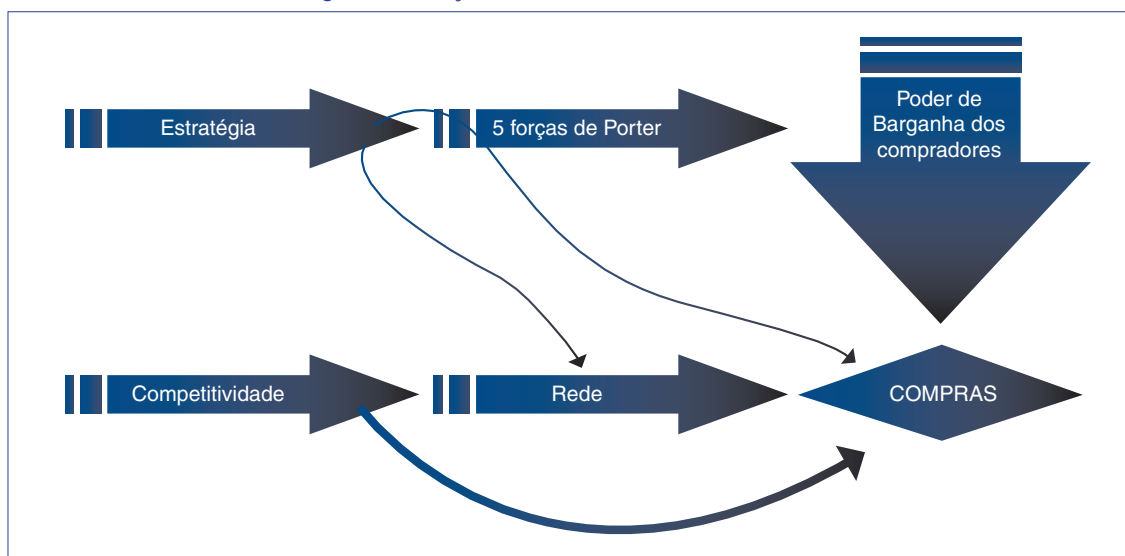 Estratégia
5 forças de Porter
Poder de
Barganha dos
compradores
Competitividade
Rede
COMPRAS